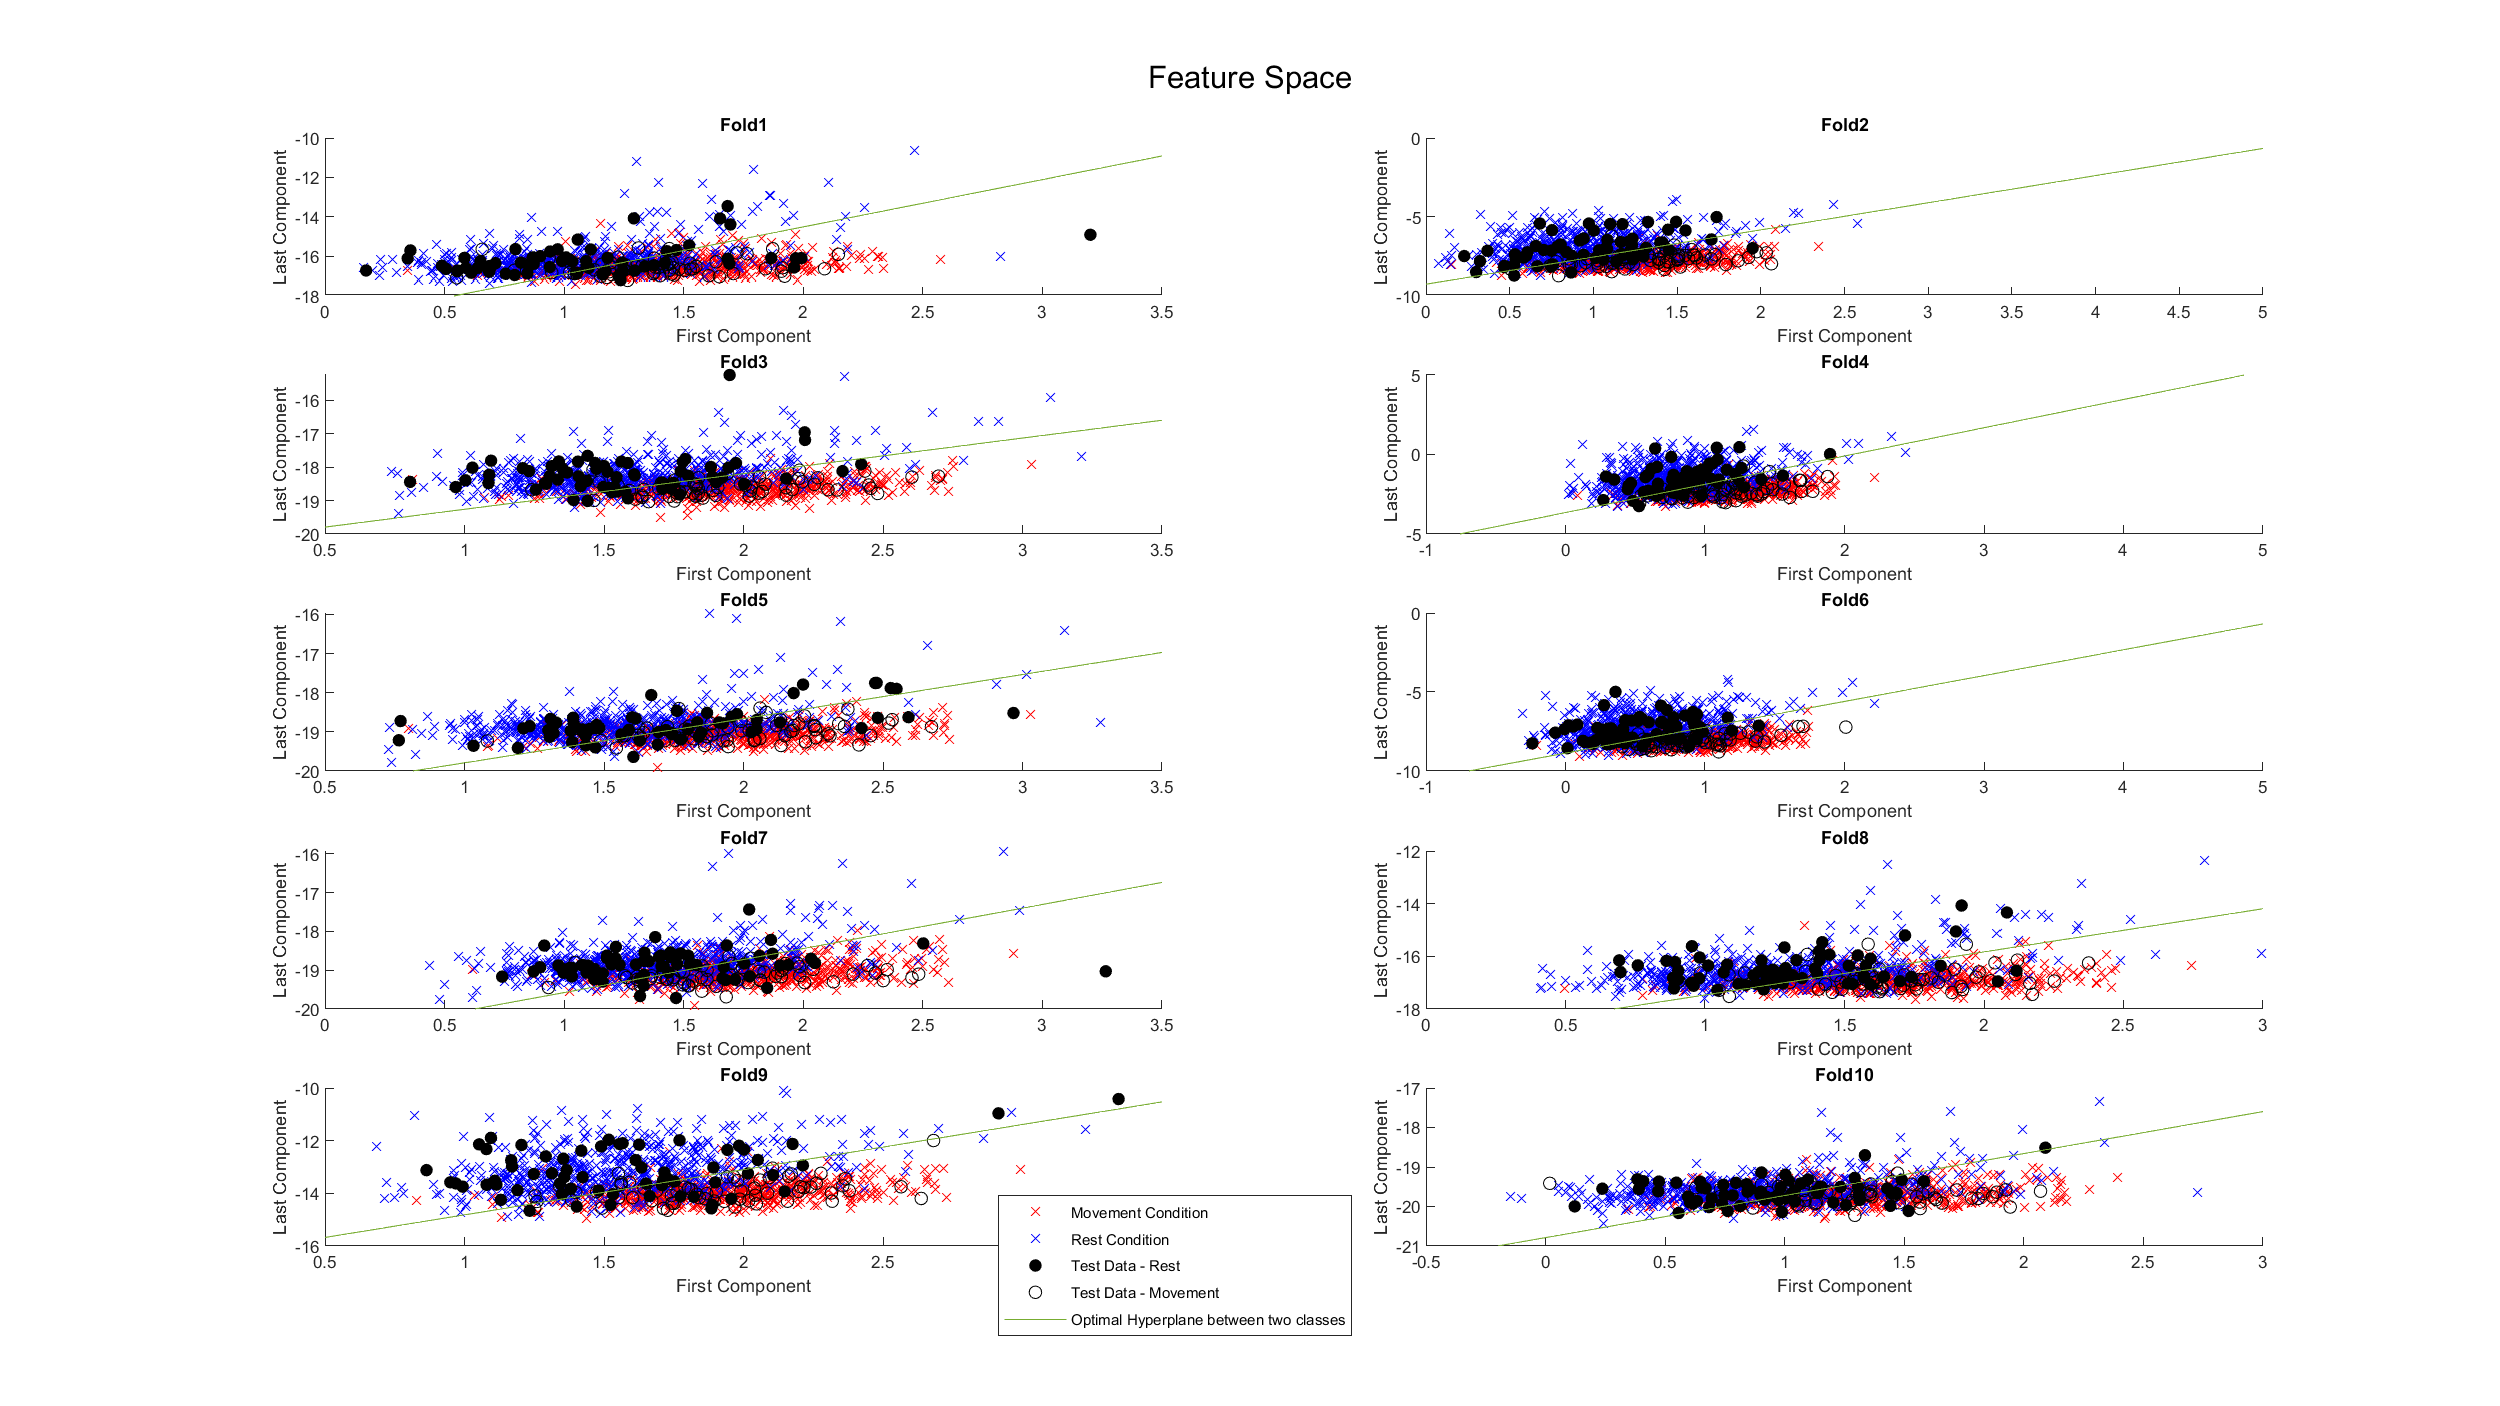 Feature Space
Fold1
-10
-12
-14
-16
-18
Last Component
0 0.5 1 1.5 2 2.5 3 3.5
First Component
Fold2
0
-5
-10
Last Component
0 0.5 1 1.5 2 2.5 3 3.5 4 4.5 5
First Component
Fold3
-16
-17
-18
-19
-20
Last Component
0.5 1 1.5 2 2.5 3 3.5
First Component
Fold4
5
0
-5
Last Component
-1 0 1 2 3 4 5
First Component
Fold5
-16
-17
-18
-19
-20
Last Component
0.5 1 1.5 2 2.5 3 3.5
First Component
Fold6
0
-5
-10
Last Component
-1 0 1 2 3 4 5
First Component
Fold7
-16
-17
-18
-19
-20
Last Component
0 0.5 1 1.5 2 2.5 3 3.5
First Component
Fold8
-12
-14
-16
-18
Last Component
0 0.5 1 1.5 2 2.5 3
First Component
Fold9
-10
-12
-14
-16
Last Component
0.5 1 1.5 2 2.5
First Component
Fold10
-17
-18
-19
-20
-21
Last Component
-0.5 0 0.5 1 1.5 2 2.5 3
First Component
Movement Condition
Rest Condition
Test Data - Rest
Test Data - Movement
Optimal Hyperplane between two classes